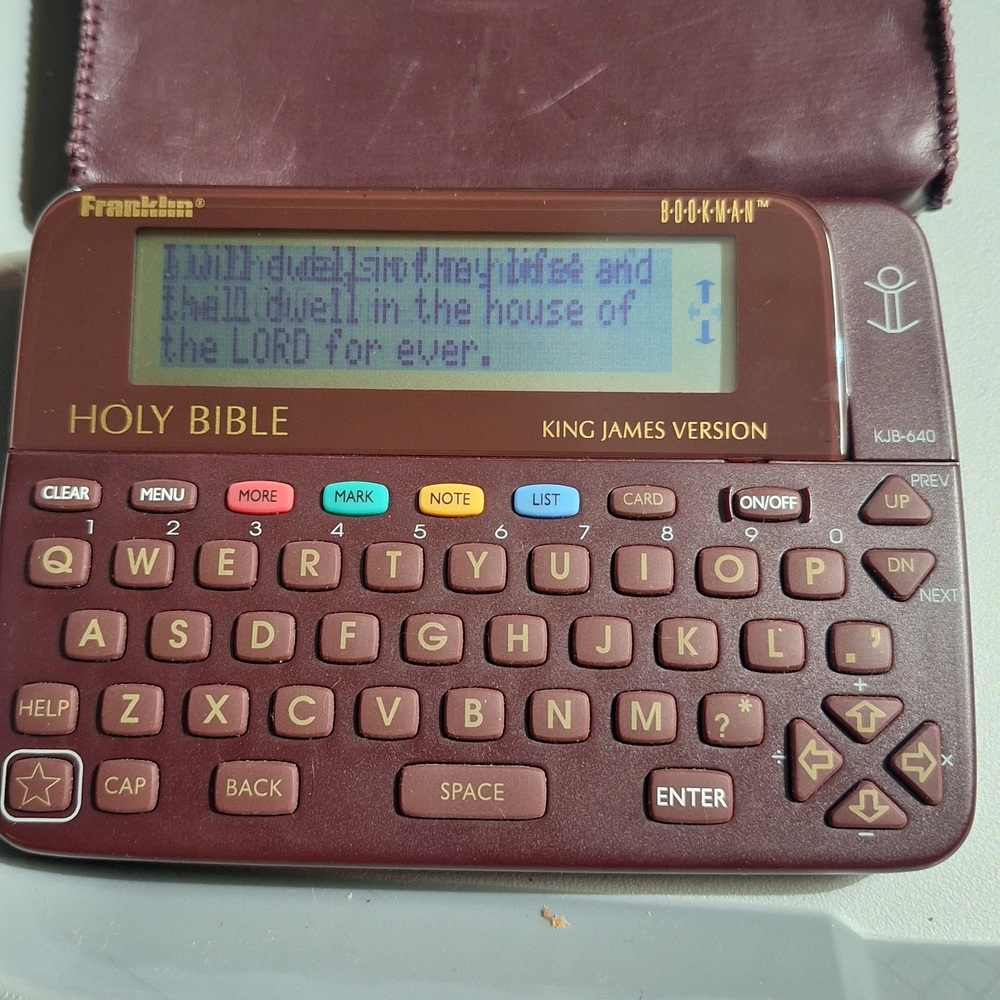 Franklin® B·O·O·K·M·A·N™
and
dwell in the house of
the LORD for ever.
HOLY BIBLE KING JAMES VERSION
KJB-640
CLEAR MENU MORE MARK NOTE LIST CARD ON/OFF UP PREV
1 2 3 4 5 6 7 8 9 0
Q W E R T Y U I O P DN
NEXT
A S D F G H J K L . ,
+
HELP Z X C V B N M ? *
÷ ×
CAP BACK SPACE ENTER
−